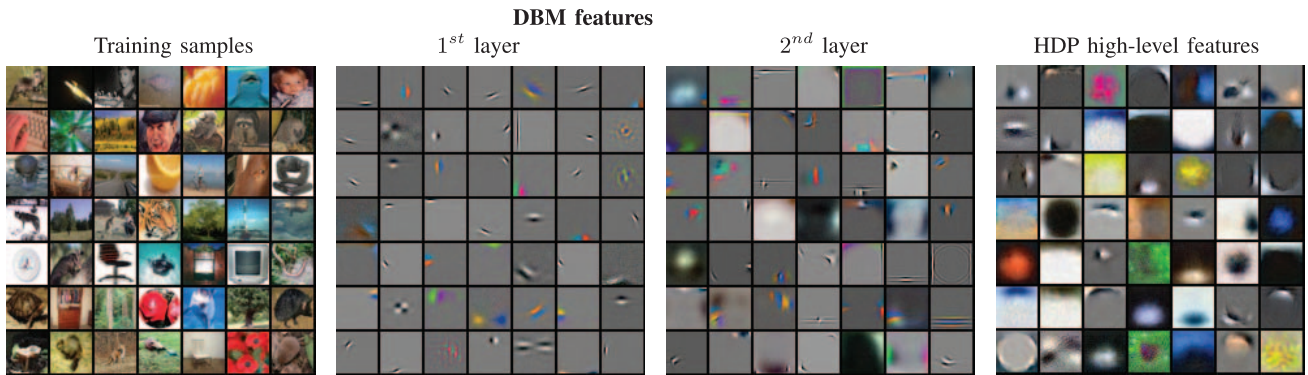 DBM features
Training samples
1st layer
2nd layer
HDP high-level features